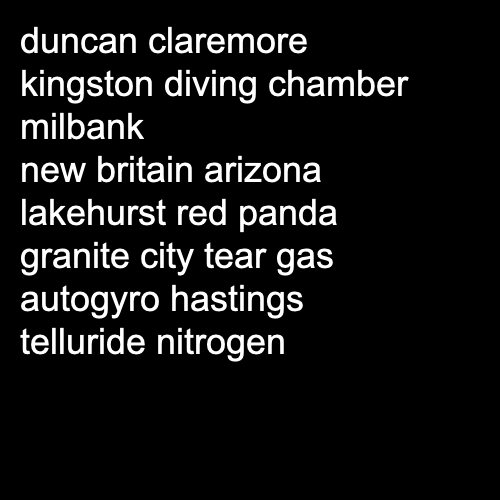 duncan claremore
kingston diving chamber
milbank
new britain arizona
lakehurst red panda
granite city tear gas
autogyro hastings
telluride nitrogen